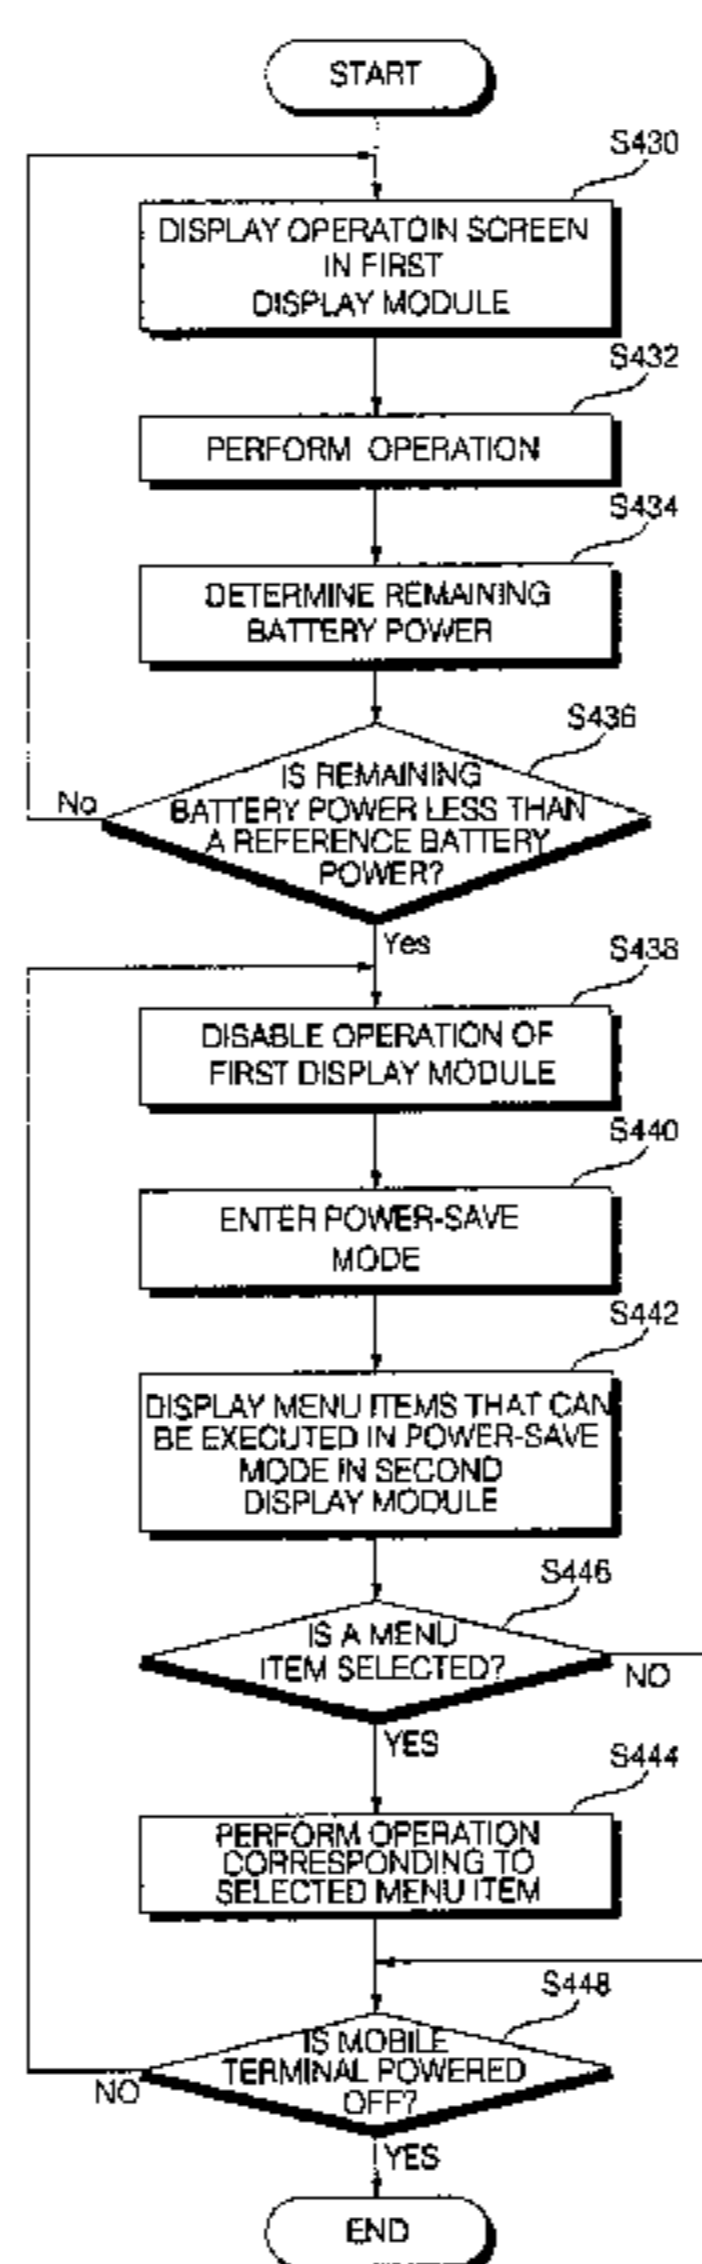 START
S430
DISPLAY OPERATOIN SCREEN
IN FIRST
DISPLAY MODULE
S432
PERFORM OPERATION
S434
DETERMINE REMAINING
BATTERY POWER
S436
IS REMAINING
BATTERY POWER LESS THAN
A REFERENCE BATTERY
POWER?
No
Yes
S438
DISABLE OPERATION OF
FIRST DISPLAY MODULE
S440
ENTER POWER-SAVE
MODE
S442
DISPLAY MENU ITEMS THAT CAN
BE EXECUTED IN POWER-SAVE
MODE IN SECOND
DISPLAY MODULE
S446
IS A MENU
ITEM SELECTED?
NO
YES
S444
PERFORM OPERATION
CORRESPONDING TO
SELECTED MENU ITEM
S448
IS MOBILE
TERMINAL POWERED
OFF?
NO
YES
END